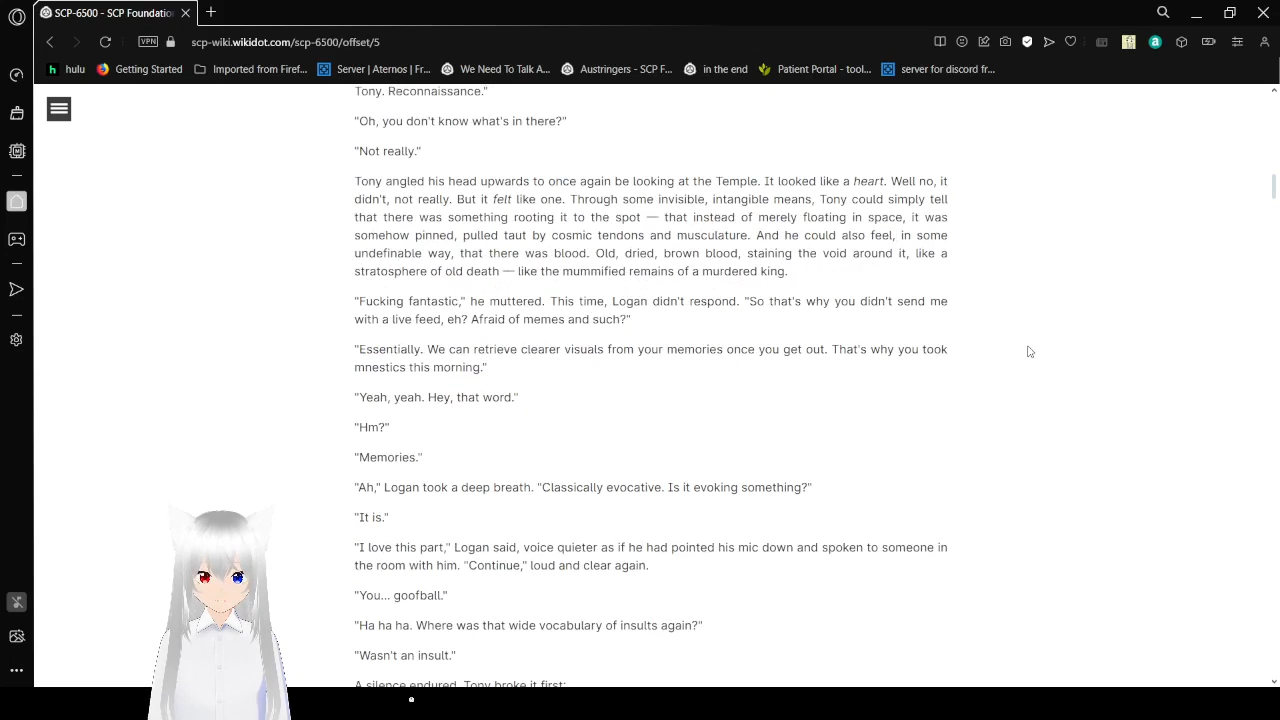 SCP-6500 - SCP Foundatio
VPN
scp-wiki.wikidot.com/scp-6500/offset/5
hulu
Getting Started
Imported from Firef...
Server | Aternos | Fr...
We Need To Talk A...
Austringers - SCP F...
in the end
Patient Portal - tool...
server for discord fr...
Tony. Reconnaissance."
"Oh, you don't know what's in there?"
"Not really."
Tony angled his head upwards to once again be looking at the Temple. It looked like a heart. Well no, it
didn't, not really. But it felt like one. Through some invisible, intangible means, Tony could simply tell
that there was something rooting it to the spot — that instead of merely floating in space, it was
somehow pinned, pulled taut by cosmic tendons and musculature. And he could also feel, in some
undefinable way, that there was blood. Old, dried, brown blood, staining the void around it, like a
stratosphere of old death — like the mummified remains of a murdered king.
"Fucking fantastic," he muttered. This time, Logan didn't respond. "So that's why you didn't send me
with a live feed, eh? Afraid of memes and such?"
"Essentially. We can retrieve clearer visuals from your memories once you get out. That's why you took
mnestics this morning."
"Yeah, yeah. Hey, that word."
"Hm?"
"Memories."
"Ah," Logan took a deep breath. "Classically evocative. Is it evoking something?"
"It is."
"I love this part," Logan said, voice quieter as if he had pointed his mic down and spoken to someone in
the room with him. "Continue," loud and clear again.
"You... goofball."
"Ha ha ha. Where was that wide vocabulary of insults again?"
"Wasn't an insult."
A silence endured. Tony broke it first: